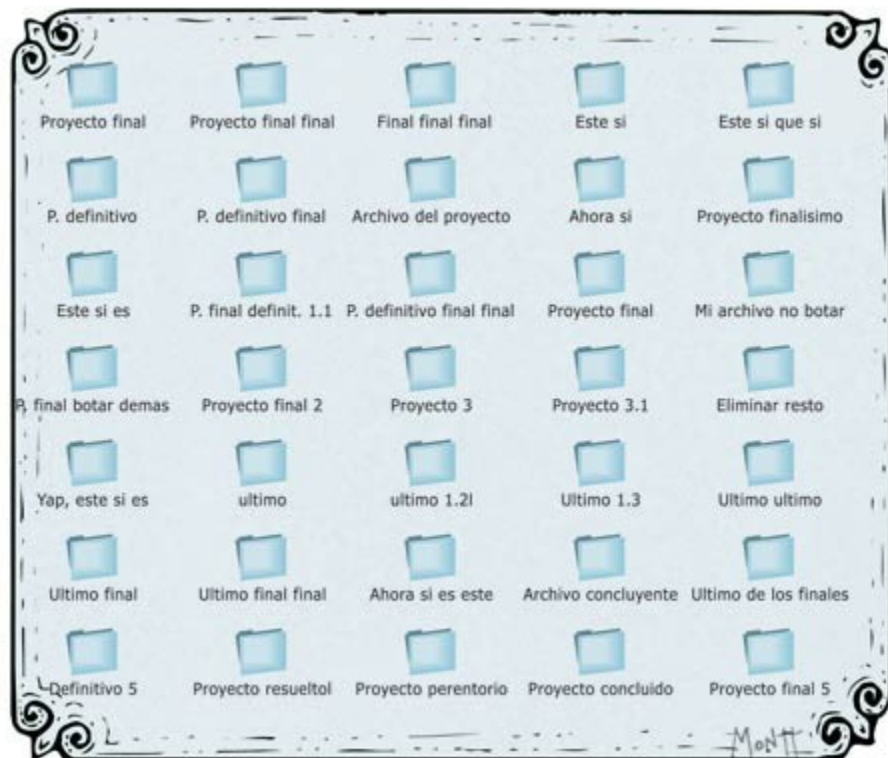 Proyecto final
Proyecto final final
Final final final
Este si
Este si que si
P. definitivo
P. definitivo final
Archivo del proyecto
Ahora si
Proyecto finalisimo
Este si es
P. final definit. 1.1
P. definitivo final final
Proyecto final
Mi archivo no botar
P. final botar demas
Proyecto final 2
Proyecto 3
Proyecto 3.1
Eliminar resto
Yap, este si es
ultimo
ultimo 1.2l
Ultimo 1.3
Ultimo ultimo
Ultimo final
Ultimo final final
Ahora si es este
Archivo concluyente
Ultimo de los finales
Definitivo 5
Proyecto resueltol
Proyecto perentorio
Proyecto concluido
Proyecto final 5
MONTT